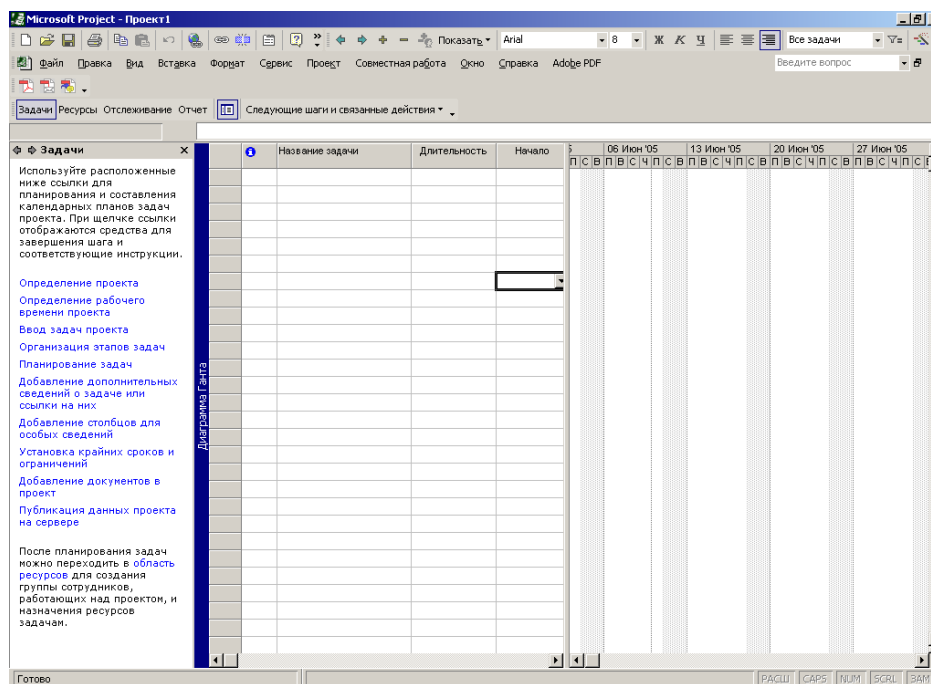 Microsoft Project - Проект1
Показать Arial 8 Ж К Ч Все задачи
Файл Правка Вид Вставка Формат Сервис Проект Совместная работа Окно Справка Adobe PDF Введите вопрос
Задачи Ресурсы Отслеживание Отчет Следующие шаги и связанные действия
Задачи
Используйте расположенные
ниже ссылки для
планирования и составления
календарных планов задач
проекта. При щелчке ссылки
отображаются средства для
завершения шага и
соответствующие инструкции.
Определение проекта
Определение рабочего
времени проекта
Ввод задач проекта
Организация этапов задач
Планирование задач
Добавление дополнительных
сведений о задаче или
ссылки на них
Добавление столбцов для
особых сведений
Установка крайних сроков и
ограничений
Добавление документов в
проект
Публикация данных проекта
на сервере
После планирования задач
можно переходить в область
ресурсов для создания
группы сотрудников,
работающих над проектом, и
назначения ресурсов
задачам.
Диаграмма Ганта
Название задачи Длительность Начало
06 Июн '05 13 Июн '05 20 Июн '05 27 Июн '05
П С В П В С Ч П С В П В С Ч П С В П В С Ч П С В П В С Ч П С В
Готово
РАСШ CAPS NUM SCRL ЗАМ